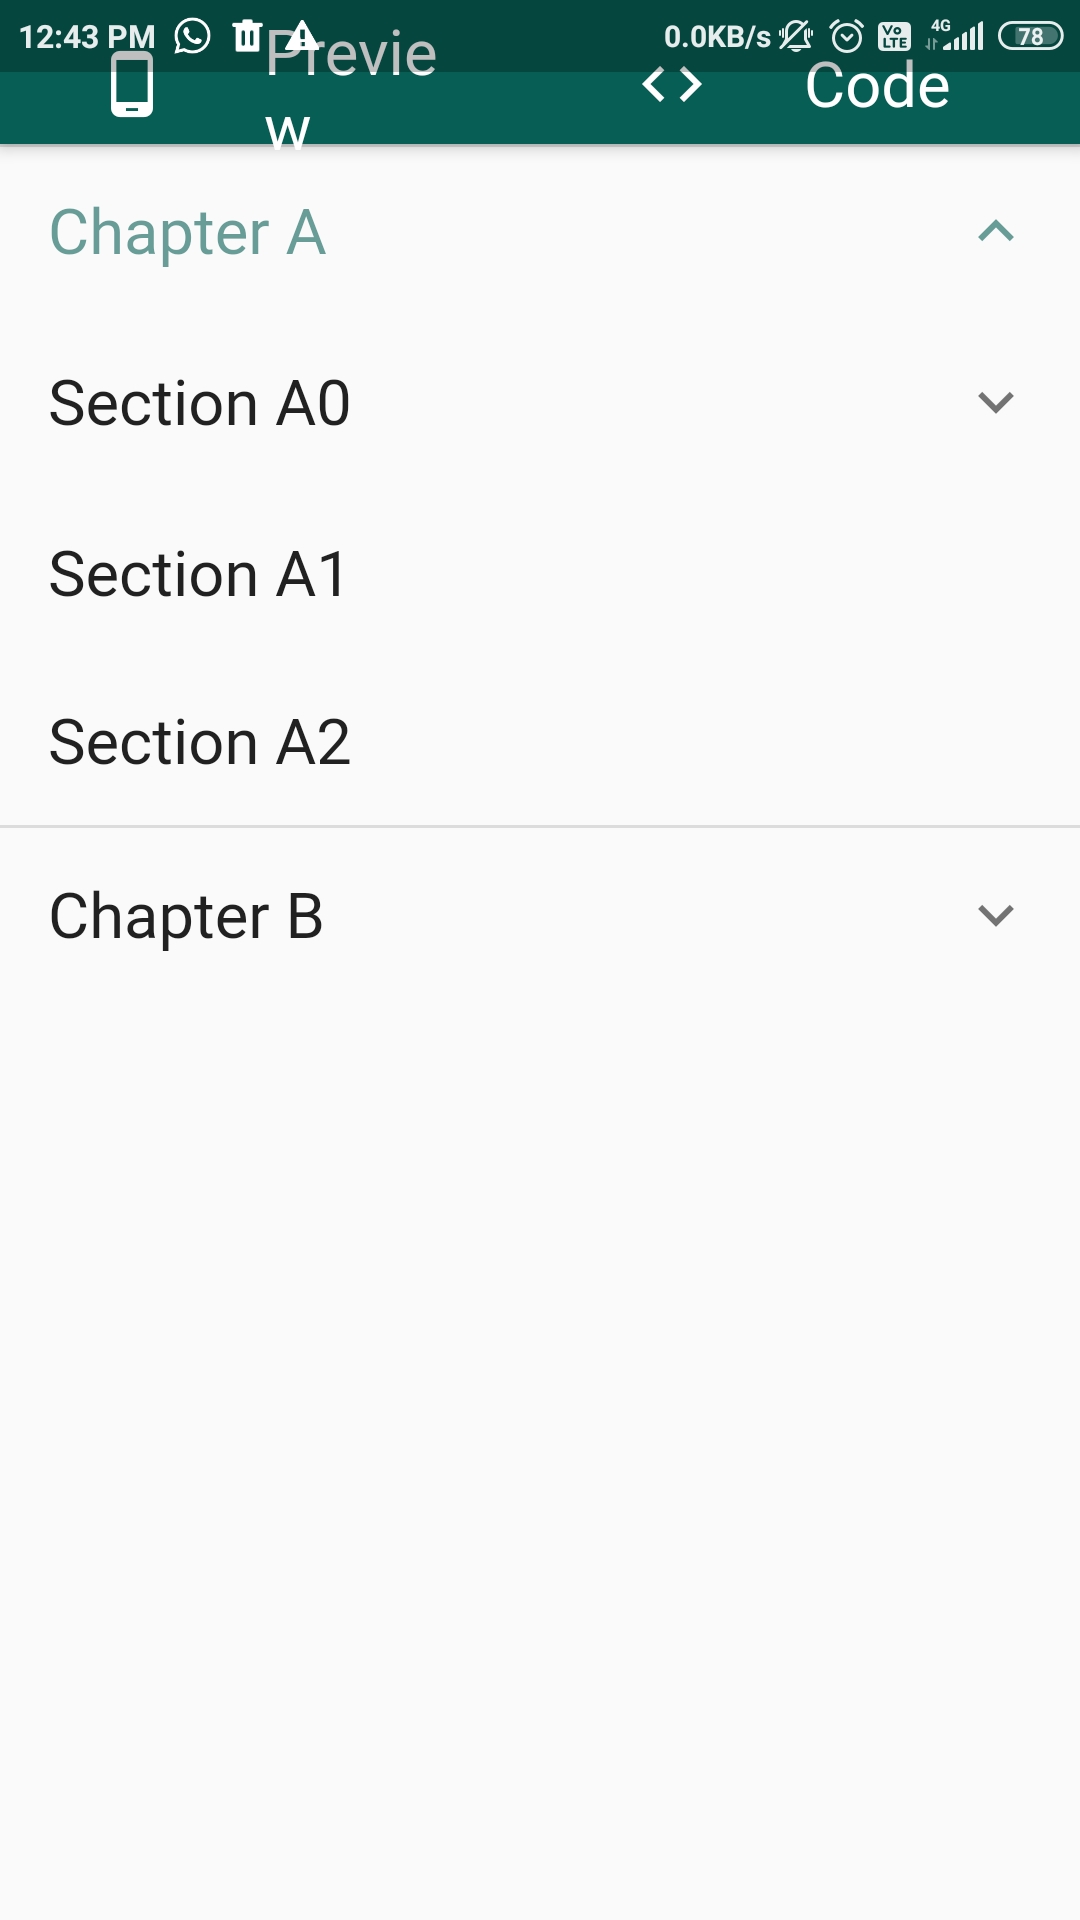 12:43 PM 0.0KB/s VO LTE 4G 78
Previe
w
< > Code
Chapter A
Section A0
Section A1
Section A2
Chapter B